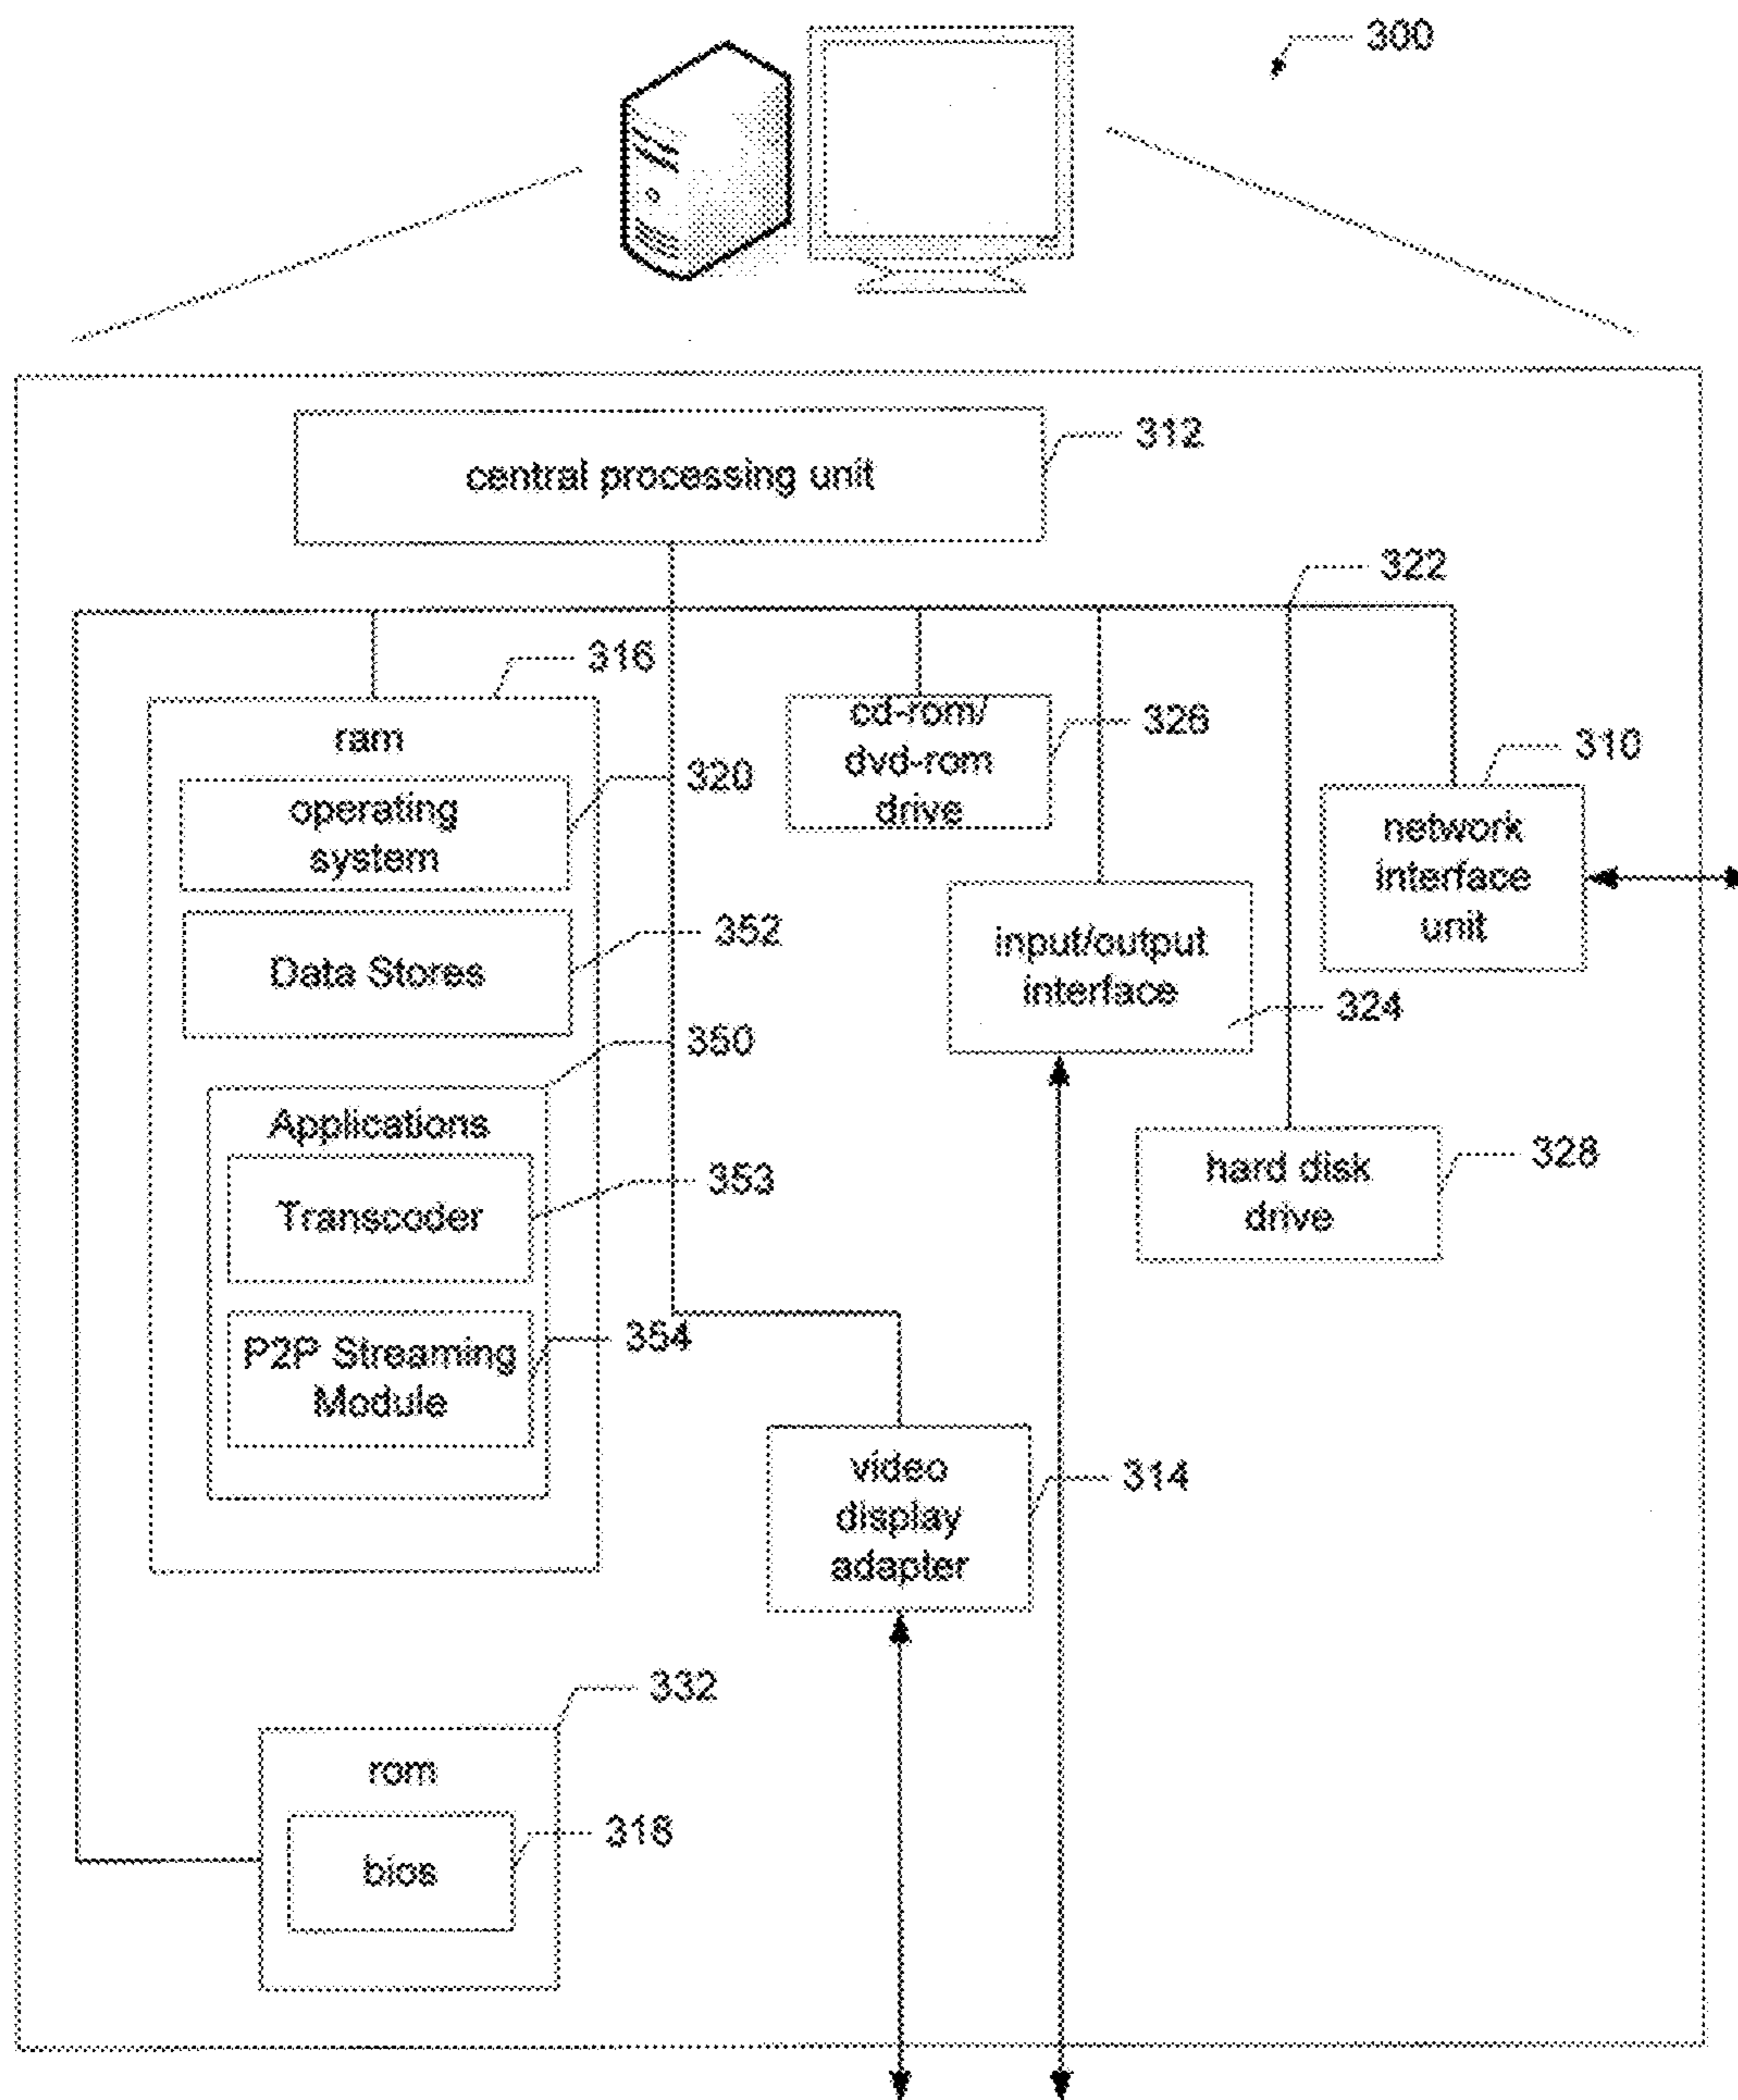 300
central processing unit
312
322
316
ram
operating
system
320
Data Stores
352
350
Applications
Transcoder
353
P2P Streaming
Module
354
cd-rom/
dvd-rom
drive
326
310
network
interface
unit
input/output
interface
324
hard disk
drive
328
video
display
adapter
314
332
rom
bios
318